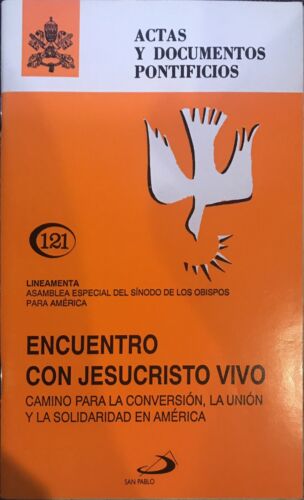 ACTAS
Y DOCUMENTOS
PONTIFICIOS
121
LINEAMENTA
ASAMBLEA ESPECIAL DEL SÍNODO DE LOS OBISPOS
PARA AMÉRICA
ENCUENTRO
CON JESUCRISTO VIVO
CAMINO PARA LA CONVERSIÓN, LA UNIÓN
Y LA SOLIDARIDAD EN AMÉRICA
SAN PABLO